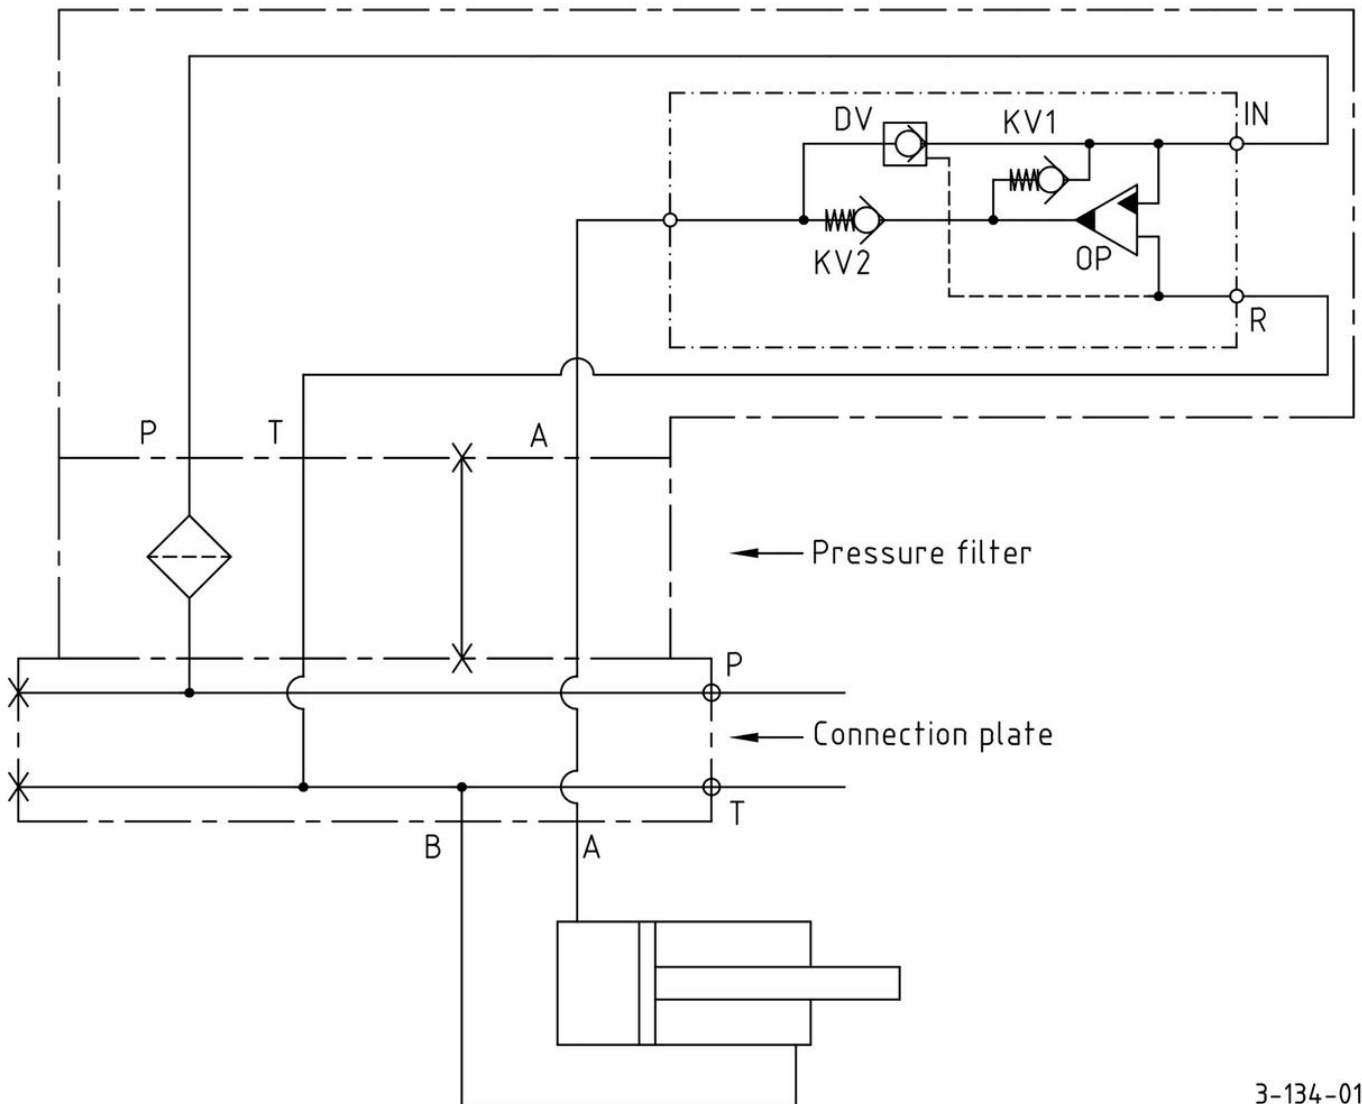 DV
KV1
IN
KV2
OP
R
P
T
A
Pressure filter
P
Connection plate
T
B
A
3-134-01